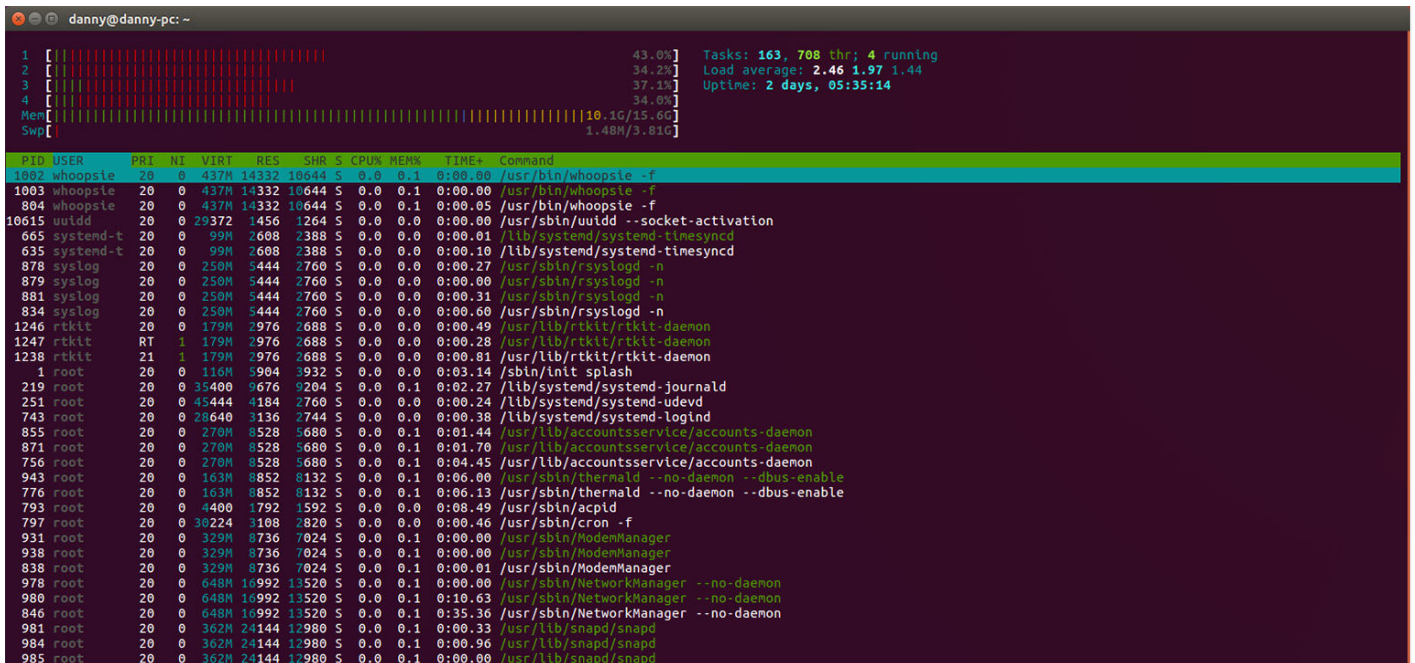 danny@danny-pc: ~
1 [||||||||||||||||||||||||||||||||||| 43.0%] Tasks: 163, 708 thr; 4 running
2 [|||||||||||||||||||||||||||| 34.2%] Load average: 2.46 1.97 1.44
3 [||||||||||||||||||||||||||||||| 37.1%] Uptime: 2 days, 05:35:14
4 [|||||||||||||||||||||||||||| 34.0%]
Mem[||||||||||||||||||||||||||||||||||||||||||||||||||||||||||||||||||||10.1G/15.6G]
Swp[| 1.48M/3.81G]
PID USER PRI NI VIRT RES SHR S CPU% MEM% TIME+ Command
1002 whoopsie 20 0 437M 14332 10644 S 0.0 0.1 0:00.00 /usr/bin/whoopsie -f
1003 whoopsie 20 0 437M 14332 10644 S 0.0 0.1 0:00.00 /usr/bin/whoopsie -f
804 whoopsie 20 0 437M 14332 10644 S 0.0 0.1 0:00.05 /usr/bin/whoopsie -f
10615 uuidd 20 0 29372 1456 1264 S 0.0 0.0 0:00.00 /usr/sbin/uuidd --socket-activation
665 systemd-t 20 0 99M 2608 2388 S 0.0 0.0 0:00.01 /lib/systemd/systemd-timesyncd
635 systemd-t 20 0 99M 2608 2388 S 0.0 0.0 0:00.10 /lib/systemd/systemd-timesyncd
878 syslog 20 0 250M 5444 2760 S 0.0 0.0 0:00.27 /usr/sbin/rsyslogd -n
879 syslog 20 0 250M 5444 2760 S 0.0 0.0 0:00.00 /usr/sbin/rsyslogd -n
881 syslog 20 0 250M 5444 2760 S 0.0 0.0 0:00.31 /usr/sbin/rsyslogd -n
834 syslog 20 0 250M 5444 2760 S 0.0 0.0 0:00.60 /usr/sbin/rsyslogd -n
1246 rtkit 20 0 179M 2976 2688 S 0.0 0.0 0:00.49 /usr/lib/rtkit/rtkit-daemon
1247 rtkit RT 1 179M 2976 2688 S 0.0 0.0 0:00.28 /usr/lib/rtkit/rtkit-daemon
1238 rtkit 21 1 179M 2976 2688 S 0.0 0.0 0:00.81 /usr/lib/rtkit/rtkit-daemon
1 root 20 0 116M 5904 3932 S 0.0 0.0 0:03.14 /sbin/init splash
219 root 20 0 35400 9676 9204 S 0.0 0.1 0:02.27 /lib/systemd/systemd-journald
251 root 20 0 45444 4184 2760 S 0.0 0.0 0:00.24 /lib/systemd/systemd-udevd
743 root 20 0 28640 3136 2744 S 0.0 0.0 0:00.38 /lib/systemd/systemd-logind
855 root 20 0 270M 8528 5680 S 0.0 0.1 0:01.44 /usr/lib/accountsservice/accounts-daemon
871 root 20 0 270M 8528 5680 S 0.0 0.1 0:01.70 /usr/lib/accountsservice/accounts-daemon
756 root 20 0 270M 8528 5680 S 0.0 0.1 0:04.45 /usr/lib/accountsservice/accounts-daemon
943 root 20 0 163M 8852 8132 S 0.0 0.1 0:06.00 /usr/sbin/thermald --no-daemon --dbus-enable
776 root 20 0 163M 8852 8132 S 0.0 0.1 0:06.13 /usr/sbin/thermald --no-daemon --dbus-enable
793 root 20 0 4400 1792 1592 S 0.0 0.0 0:08.49 /usr/sbin/acpid
797 root 20 0 30224 3108 2820 S 0.0 0.0 0:00.46 /usr/sbin/cron -f
931 root 20 0 329M 8736 7024 S 0.0 0.1 0:00.00 /usr/sbin/ModemManager
938 root 20 0 329M 8736 7024 S 0.0 0.1 0:00.00 /usr/sbin/ModemManager
838 root 20 0 329M 8736 7024 S 0.0 0.1 0:00.01 /usr/sbin/ModemManager
978 root 20 0 648M 16992 13520 S 0.0 0.1 0:00.00 /usr/sbin/NetworkManager --no-daemon
980 root 20 0 648M 16992 13520 S 0.0 0.1 0:10.63 /usr/sbin/NetworkManager --no-daemon
846 root 20 0 648M 16992 13520 S 0.0 0.1 0:35.36 /usr/sbin/NetworkManager --no-daemon
981 root 20 0 362M 24144 12980 S 0.0 0.1 0:00.33 /usr/lib/snapd/snapd
984 root 20 0 362M 24144 12980 S 0.0 0.1 0:00.96 /usr/lib/snapd/snapd
985 root 20 0 362M 24144 12980 S 0.0 0.1 0:00.00 /usr/lib/snapd/snapd